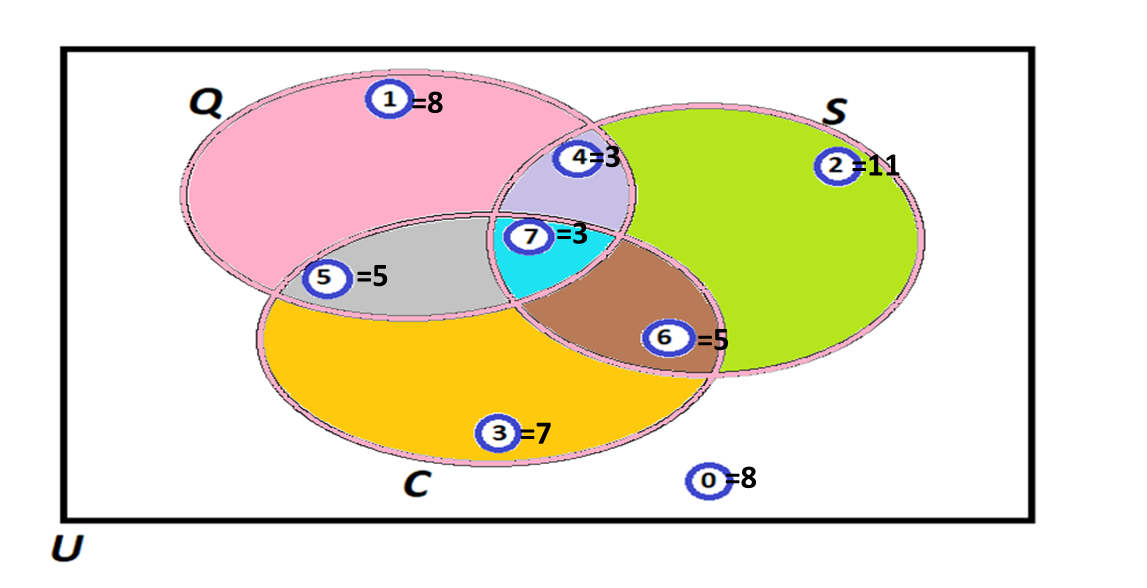 Q
1 =8
S
4 =3
2 =11
7 =3
5 =5
6 =5
3 =7
C
0 =8
U